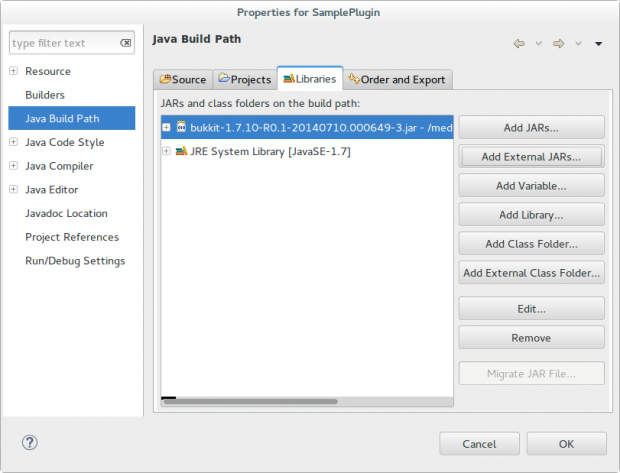 Properties for SamplePlugin
type filter text
Java Build Path
Resource
Builders
Java Build Path
Java Code Style
Java Compiler
Java Editor
Javadoc Location
Project References
Run/Debug Settings
Source Projects Libraries Order and Export
JARs and class folders on the build path:
bukkit-1.7.10-R0.1-20140710.000649-3.jar - /med
JRE System Library [JavaSE-1.7]
Add JARs...
Add External JARs...
Add Variable...
Add Library...
Add Class Folder...
Add External Class Folder...
Edit...
Remove
Migrate JAR File...
?
Cancel
OK